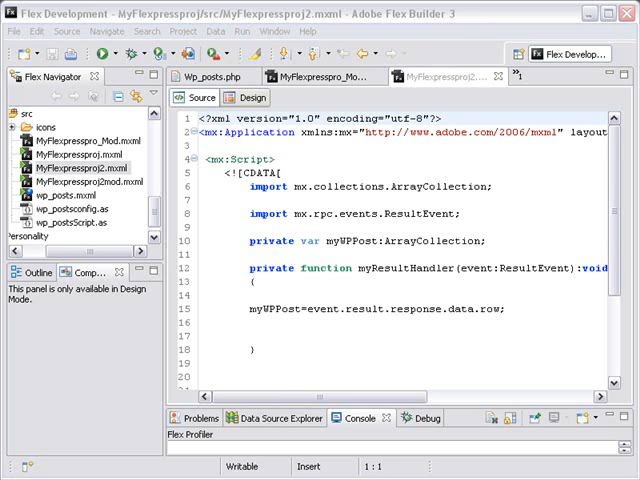 Flex Development - MyFlexpressproj/src/MyFlexpressproj2.mxml - Adobe Flex Builder 3
File Edit Source Navigate Search Project Data Run Window Help
Flex Develop...
Flex Navigator
Wp_posts.php
MyFlexpresspro_Mo...
MyFlexpressproj2....
»1
Source
Design
src
icons
MyFlexpresspro_Mod.mxml
MyFlexpressproj.mxml
MyFlexpressproj2.mxml
MyFlexpressproj2mod.mxml
wp_posts.mxml
wp_postsconfig.as
wp_postsScript.as
Personality
Outline
Comp...
This panel is only available in Design
Mode.
1 <?xml version="1.0" encoding="utf-8"?>
2 <mx:Application xmlns:mx="http://www.adobe.com/2006/mxml" layout
3
4 <mx:Script>
5 <![CDATA[
6 import mx.collections.ArrayCollection;
7
8 import mx.rpc.events.ResultEvent;
9
10 private var myWPPost:ArrayCollection;
11
12 private function myResultHandler(event:ResultEvent):void
13 {
14
15 myWPPost=event.result.response.data.row;
16
17
18 }
19
20
21
Problems
Data Source Explorer
Console
Debug
Flex Profiler
Writable
Insert
1 : 1